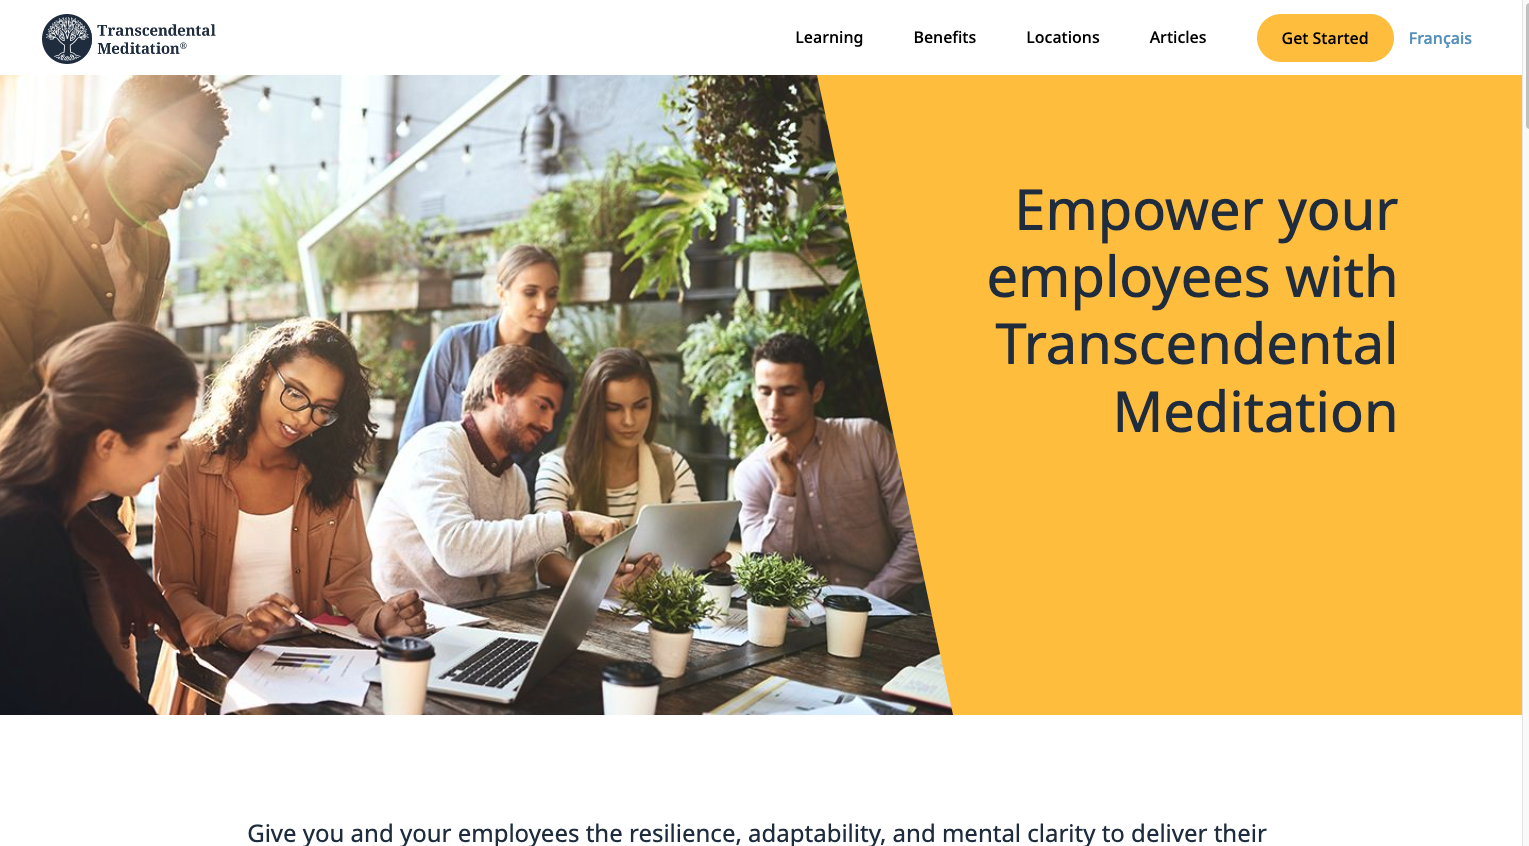 Transcendental
Meditation®
Learning
Benefits
Locations
Articles
Get Started
Français
Empower your
employees with
Transcendental
Meditation
Give you and your employees the resilience, adaptability, and mental clarity to deliver their